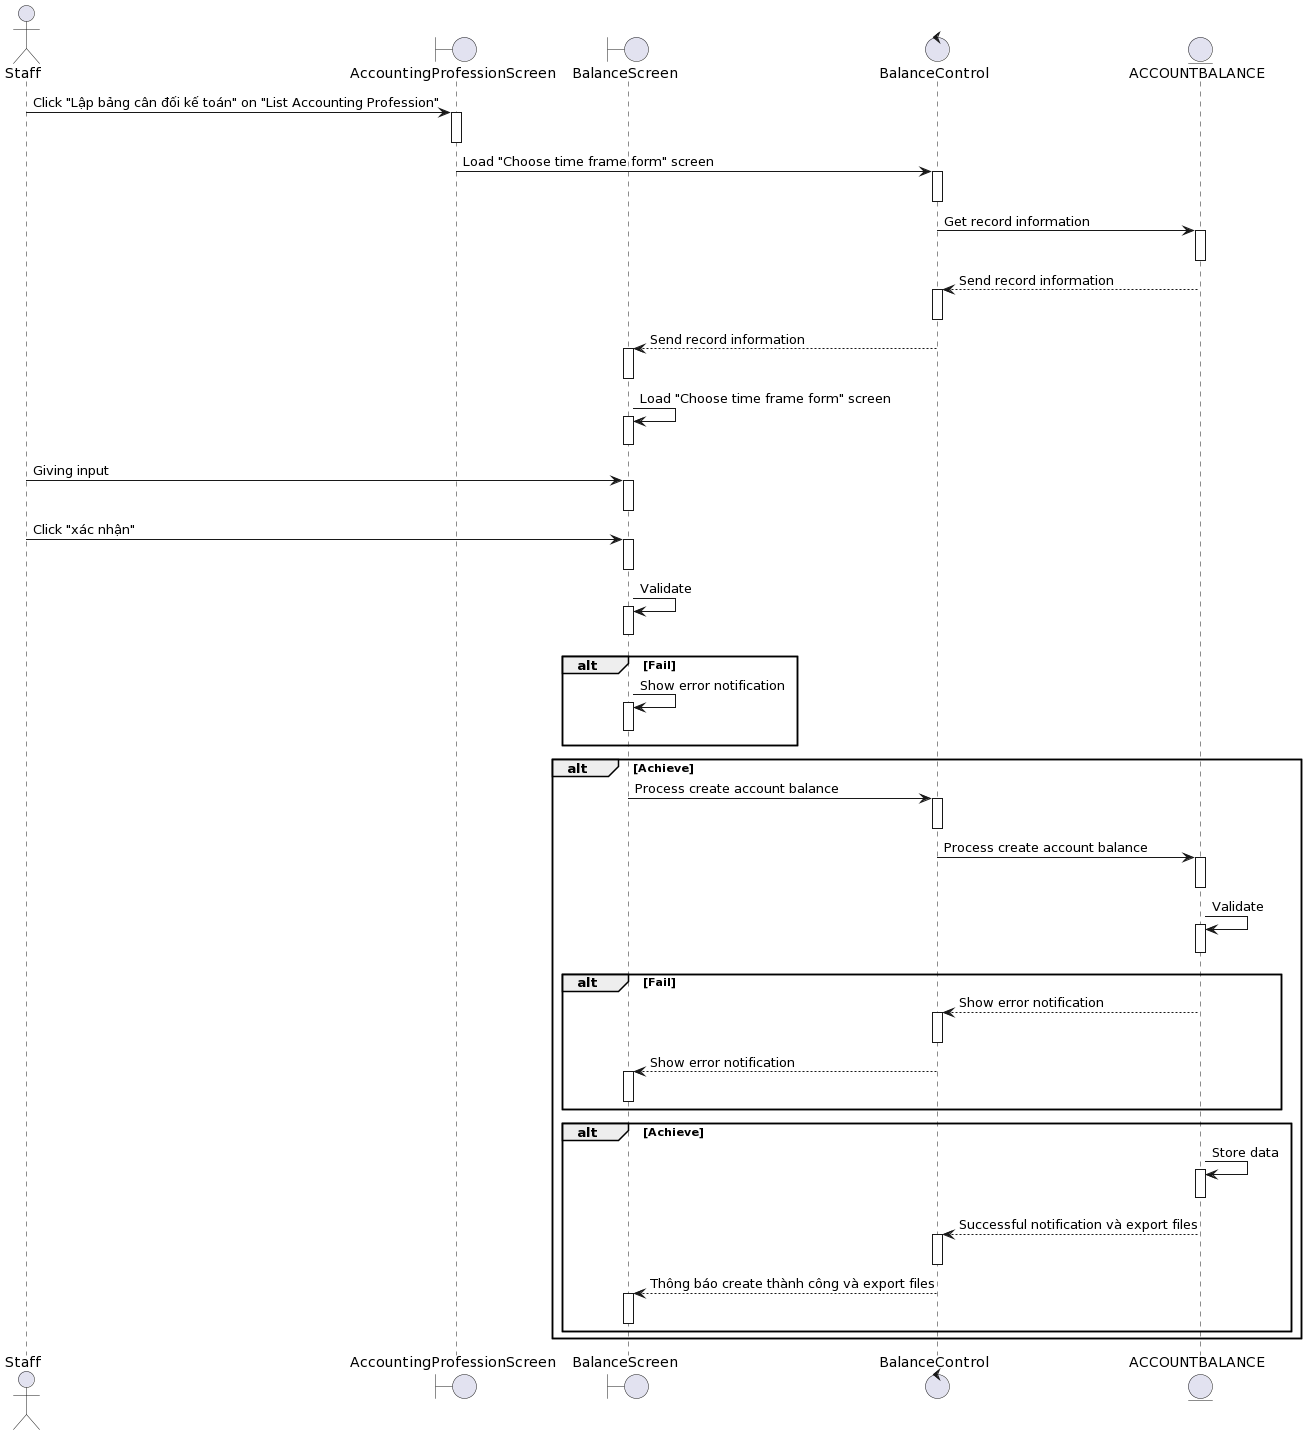 Staff
AccountingProfessionScreen
BalanceScreen
BalanceControl
ACCOUNTBALANCE
Click "Lập bảng cân đối kế toán" on "List Accounting Profession"
Load "Choose time frame form" screen
Get record information
Send record information
Send record information
Load "Choose time frame form" screen
Giving input
Click "xác nhận"
Validate
alt [Fail]
Show error notification
alt [Achieve]
Process create account balance
Process create account balance
Validate
alt [Fail]
Show error notification
Show error notification
alt [Achieve]
Store data
Successful notification và export files
Thông báo create thành công và export files
Staff
AccountingProfessionScreen
BalanceScreen
BalanceControl
ACCOUNTBALANCE